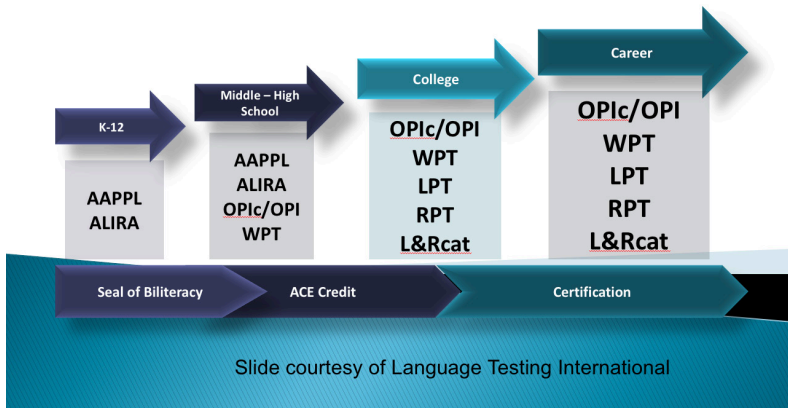 K-12
AAPPL
ALIRA
Middle – High
School
AAPPL
ALIRA
OPIc/OPI
WPT
College
OPIc/OPI
WPT
LPT
RPT
L&Rcat
Career
OPIc/OPI
WPT
LPT
RPT
L&Rcat
Seal of Biliteracy
ACE Credit
Certification
Slide courtesy of Language Testing International